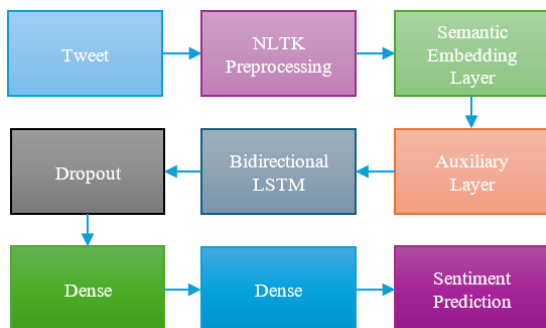 Tweet
NLTK
Preprocessing
Semantic
Embedding
Layer
Auxiliary
Layer
Bidirectional
LSTM
Dropout
Dense
Dense
Sentiment
Prediction